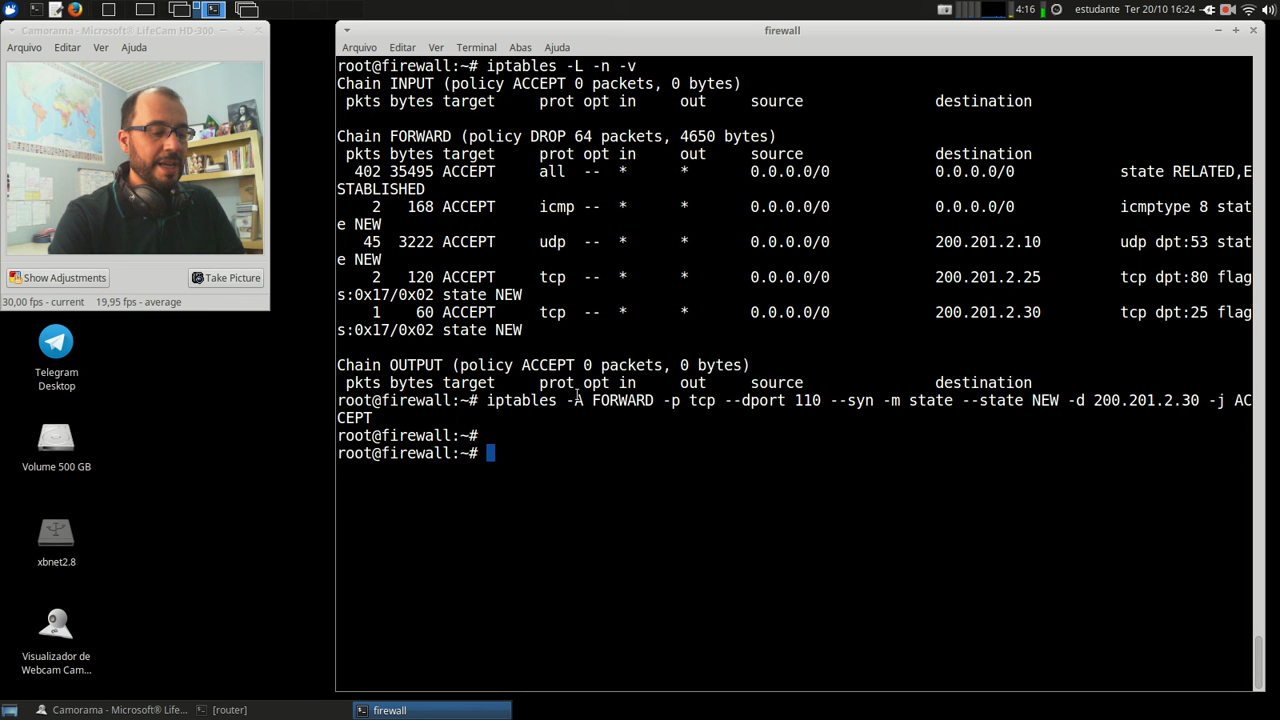 4:16 estudante Ter 20/10 16:24
Camorama - Microsoft® LifeCam HD-300
Arquivo Editar Ver Ajuda
Show Adjustments Take Picture
30,00 fps - current 19,95 fps - average
Telegram
Desktop
Volume 500 GB
xbnet2.8
Visualizador de
Webcam Cam...
firewall
Arquivo Editar Ver Terminal Abas Ajuda
root@firewall:~# iptables -L -n -v
Chain INPUT (policy ACCEPT 0 packets, 0 bytes)
pkts bytes target prot opt in out source destination
Chain FORWARD (policy DROP 64 packets, 4650 bytes)
pkts bytes target prot opt in out source destination
402 35495 ACCEPT all -- * * 0.0.0.0/0 0.0.0.0/0 state RELATED,E
STABLISHED
2 168 ACCEPT icmp -- * * 0.0.0.0/0 0.0.0.0/0 icmptype 8 stat
e NEW
45 3222 ACCEPT udp -- * * 0.0.0.0/0 200.201.2.10 udp dpt:53 stat
e NEW
2 120 ACCEPT tcp -- * * 0.0.0.0/0 200.201.2.25 tcp dpt:80 flag
s:0x17/0x02 state NEW
1 60 ACCEPT tcp -- * * 0.0.0.0/0 200.201.2.30 tcp dpt:25 flag
s:0x17/0x02 state NEW
Chain OUTPUT (policy ACCEPT 0 packets, 0 bytes)
pkts bytes target prot opt in out source destination
root@firewall:~# iptables -A FORWARD -p tcp --dport 110 --syn -m state --state NEW -d 200.201.2.30 -j AC
CEPT
root@firewall:~#
root@firewall:~#
Camorama - Microsoft® LifeC... [router] firewall